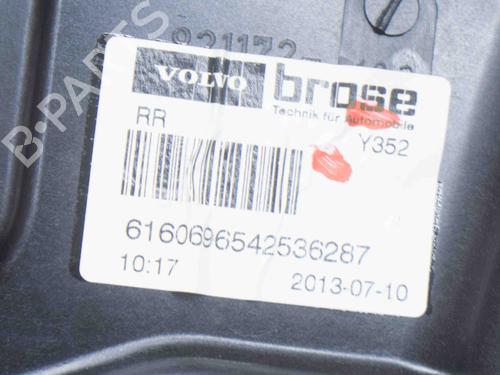 VOLVO brose
Technik für Automobile
RR
Y352
6160696542536287
10:17
2013-07-10
B-PARTS